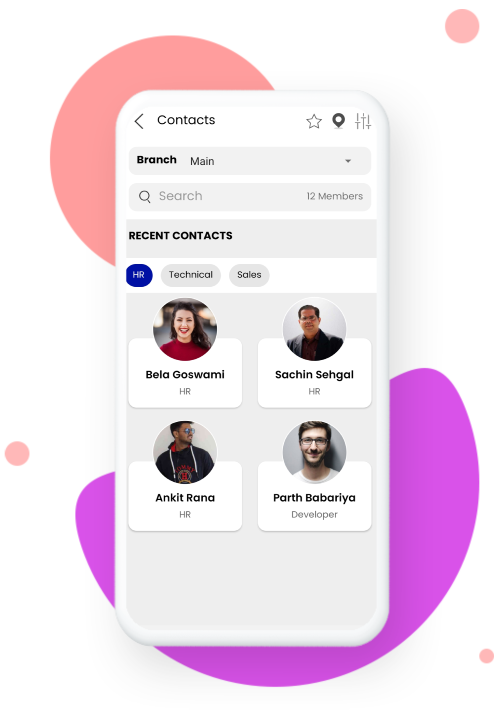 Contacts
Branch Main
Search 12 Members
RECENT CONTACTS
HR Technical Sales
Bela Goswami Sachin Sehgal
HR HR
Ankit Rana Parth Babariya
HR Developer